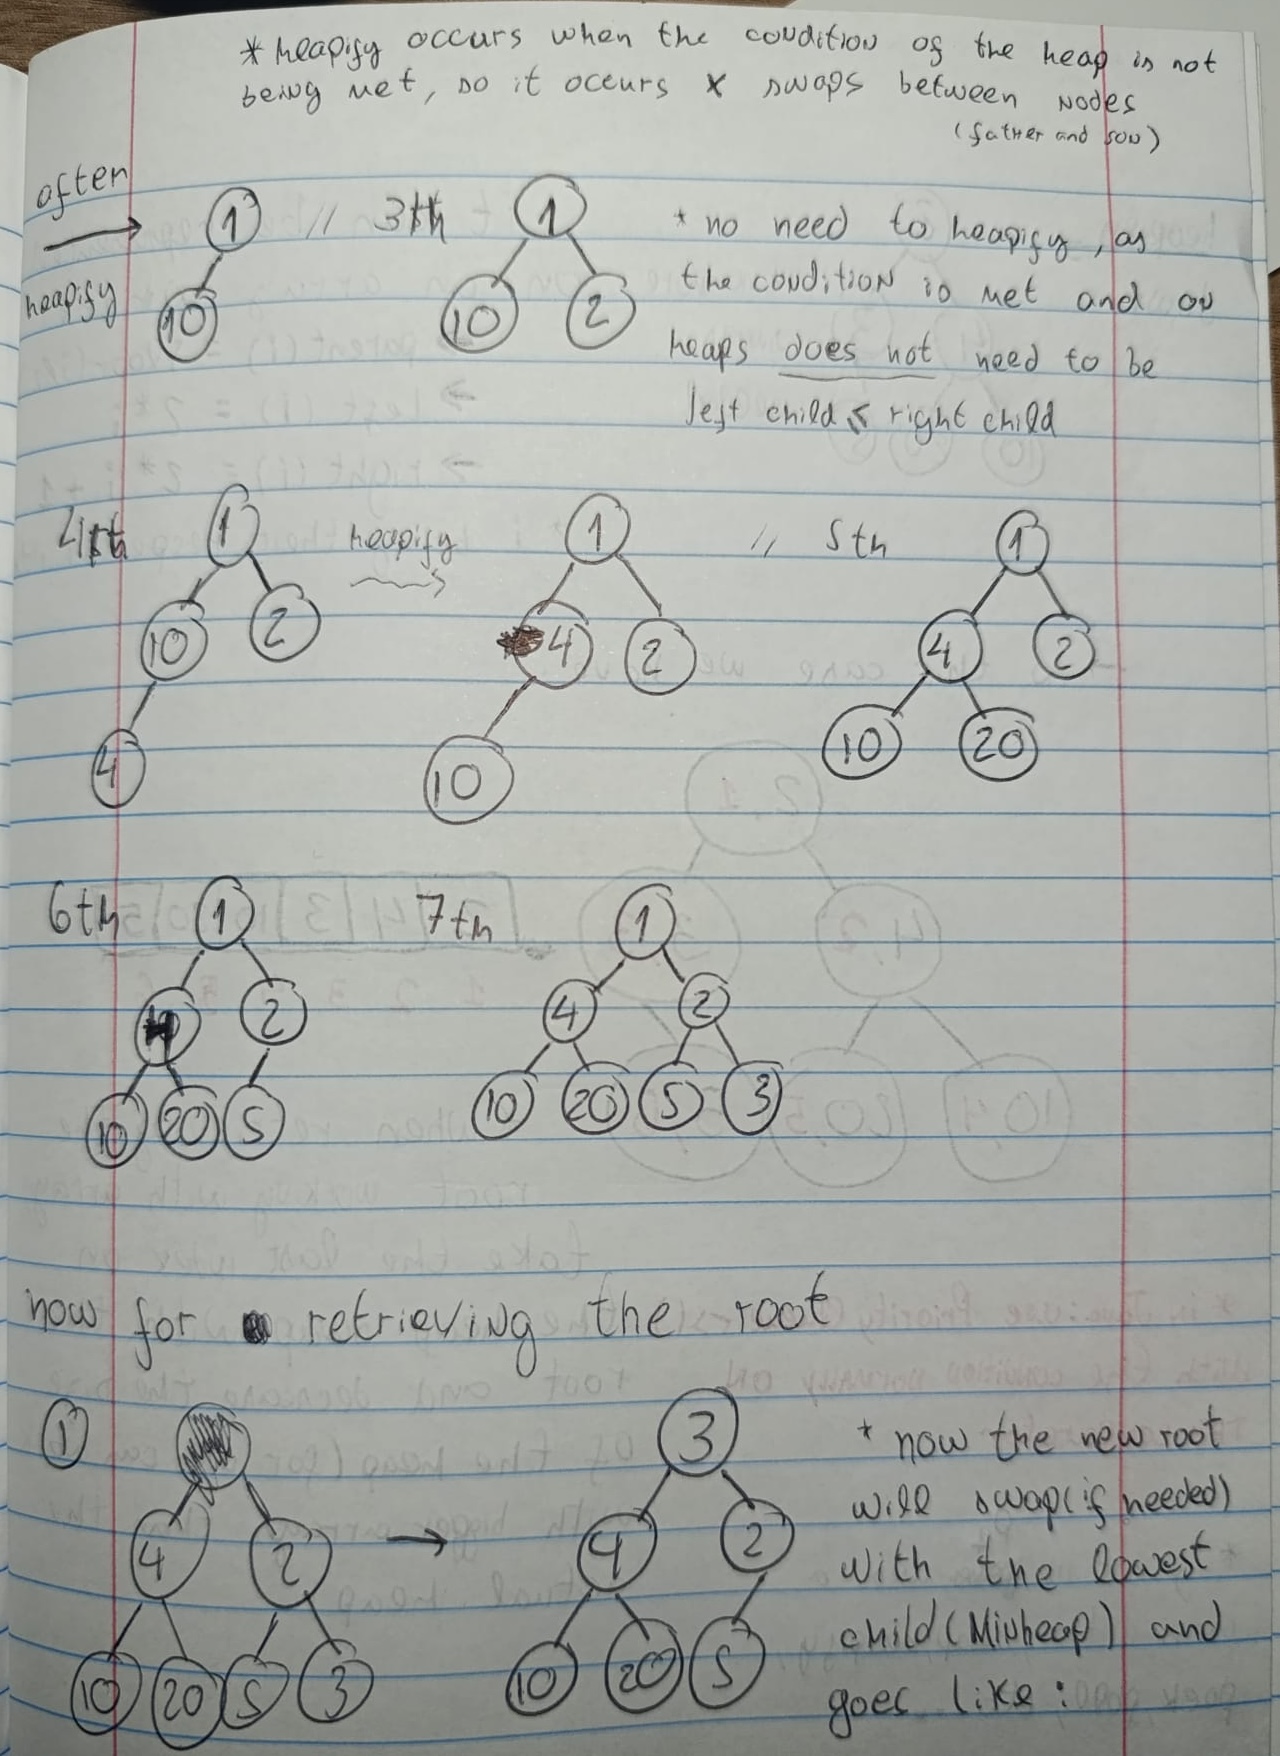 * heapify occurs when the condition of the heap is not
being met, so it occurs x swaps between nodes
(father and son)
after
heapify
1 // 3th 1
10 10 2
* no need to heapify, as
the condition is met and on
heaps does not need to be
left child ≤ right child
4th 1 heapify 1 // 5th 1
10 2 4 2 4 2
4 10 10 20
6th 1 7th 1
4 2 4 2
10 20 5 10 20 5 3
now for retrieving the root
1 3
4 2 → 4 2
10 20 5 3 10 20 5
* now the new root
will swap (if needed)
with the lowest
child (Minheap) and
goes like: